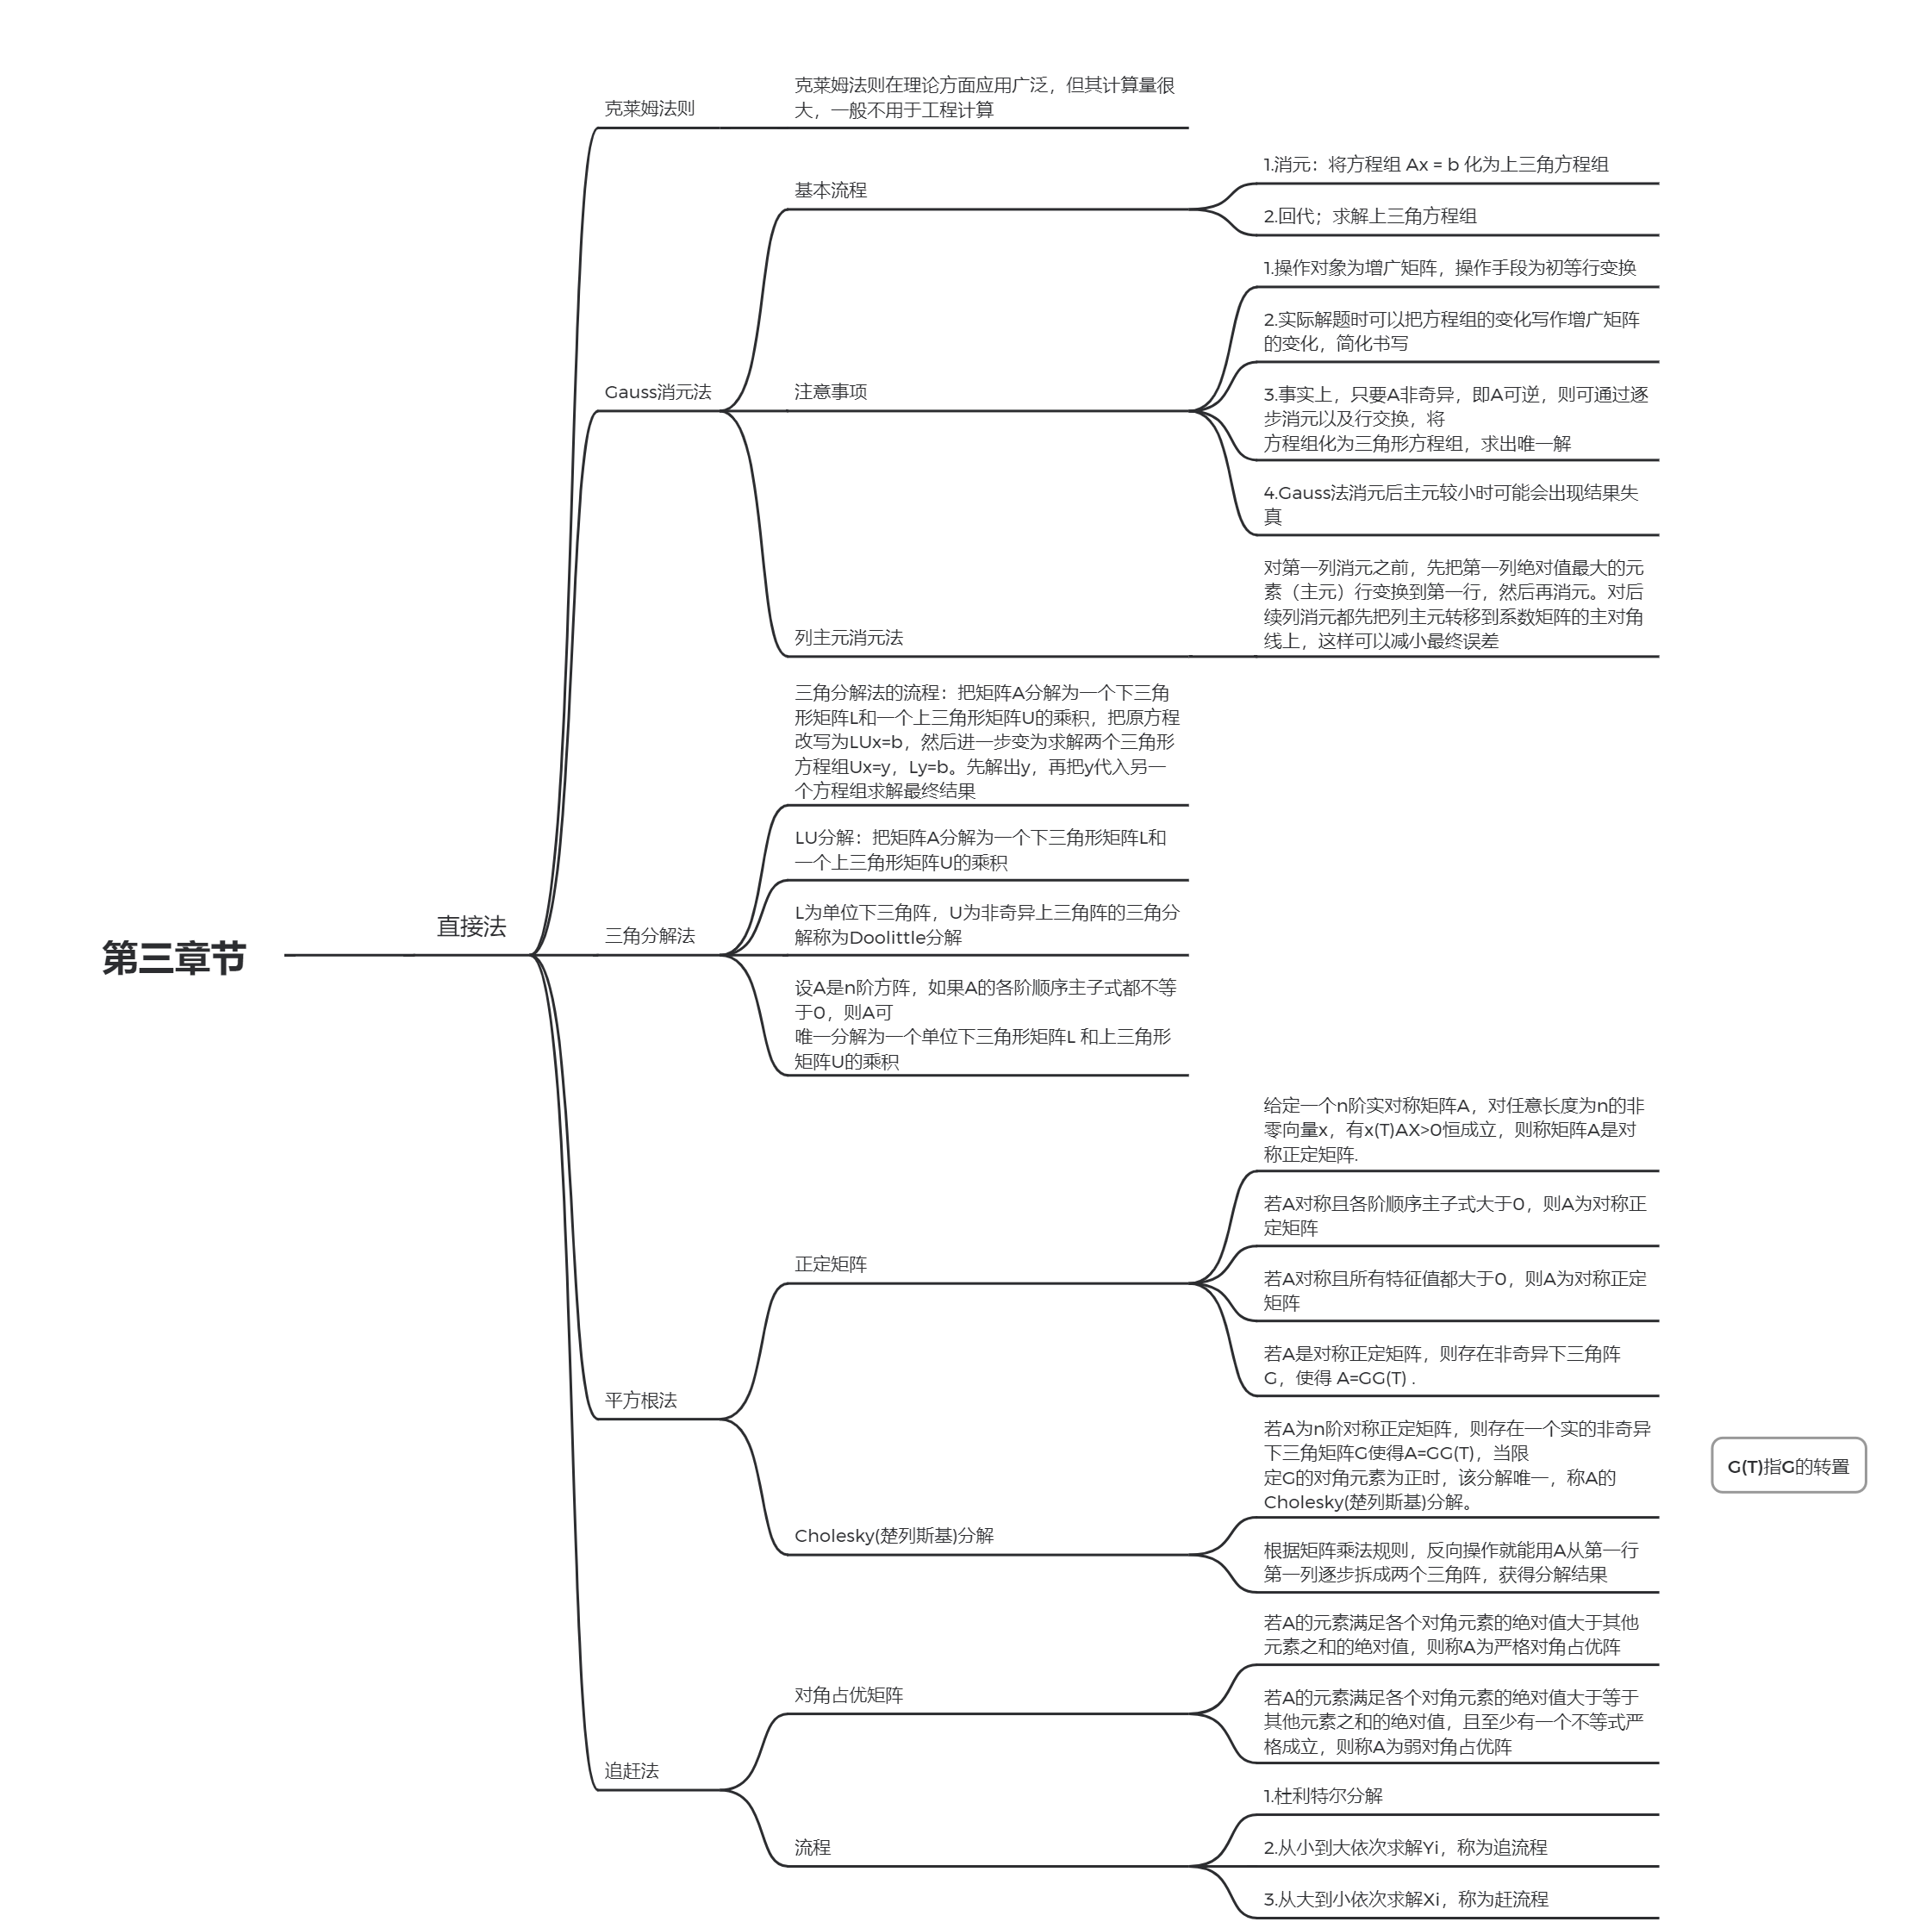 第三章节
直接法
克莱姆法则
克莱姆法则在理论方面应用广泛，但其计算量很
大，一般不用于工程计算
Gauss消元法
基本流程
1.消元：将方程组 Ax = b 化为上三角方程组
2.回代；求解上三角方程组
注意事项
1.操作对象为增广矩阵，操作手段为初等行变换
2.实际解题时可以把方程组的变化写作增广矩阵
的变化，简化书写
3.事实上，只要A非奇异，即A可逆，则可通过逐
步消元以及行交换，将
方程组化为三角形方程组，求出唯一解
4.Gauss法消元后主元较小时可能会出现结果失
真
列主元消元法
对第一列消元之前，先把第一列绝对值最大的元
素（主元）行变换到第一行，然后再消元。对后
续列消元都先把列主元转移到系数矩阵的主对角
线上，这样可以减小最终误差
三角分解法
三角分解法的流程：把矩阵A分解为一个下三角
形矩阵L和一个上三角形矩阵U的乘积，把原方程
改写为LUx=b，然后进一步变为求解两个三角形
方程组Ux=y，Ly=b。先解出y，再把y代入另一
个方程组求解最终结果
LU分解：把矩阵A分解为一个下三角形矩阵L和
一个上三角形矩阵U的乘积
L为单位下三角阵，U为非奇异上三角阵的三角分
解称为Doolittle分解
设A是n阶方阵，如果A的各阶顺序主子式都不等
于0，则A可
唯一分解为一个单位下三角形矩阵L 和上三角形
矩阵U的乘积
平方根法
正定矩阵
给定一个n阶实对称矩阵A，对任意长度为n的非
零向量x，有x(T)AX>0恒成立，则称矩阵A是对
称正定矩阵.
若A对称且各阶顺序主子式大于0，则A为对称正
定矩阵
若A对称且所有特征值都大于0，则A为对称正定
矩阵
若A是对称正定矩阵，则存在非奇异下三角阵
G，使得 A=GG(T) .
Cholesky(楚列斯基)分解
若A为n阶对称正定矩阵，则存在一个实的非奇异
下三角矩阵G使得A=GG(T)，当限
定G的对角元素为正时，该分解唯一，称A的
Cholesky(楚列斯基)分解。
根据矩阵乘法规则，反向操作就能用A从第一行
第一列逐步拆成两个三角阵，获得分解结果
G(T)指G的转置
追赶法
对角占优矩阵
若A的元素满足各个对角元素的绝对值大于其他
元素之和的绝对值，则称A为严格对角占优阵
若A的元素满足各个对角元素的绝对值大于等于
其他元素之和的绝对值，且至少有一个不等式严
格成立，则称A为弱对角占优阵
流程
1.杜利特尔分解
2.从小到大依次求解Yi，称为追流程
3.从大到小依次求解Xi，称为赶流程